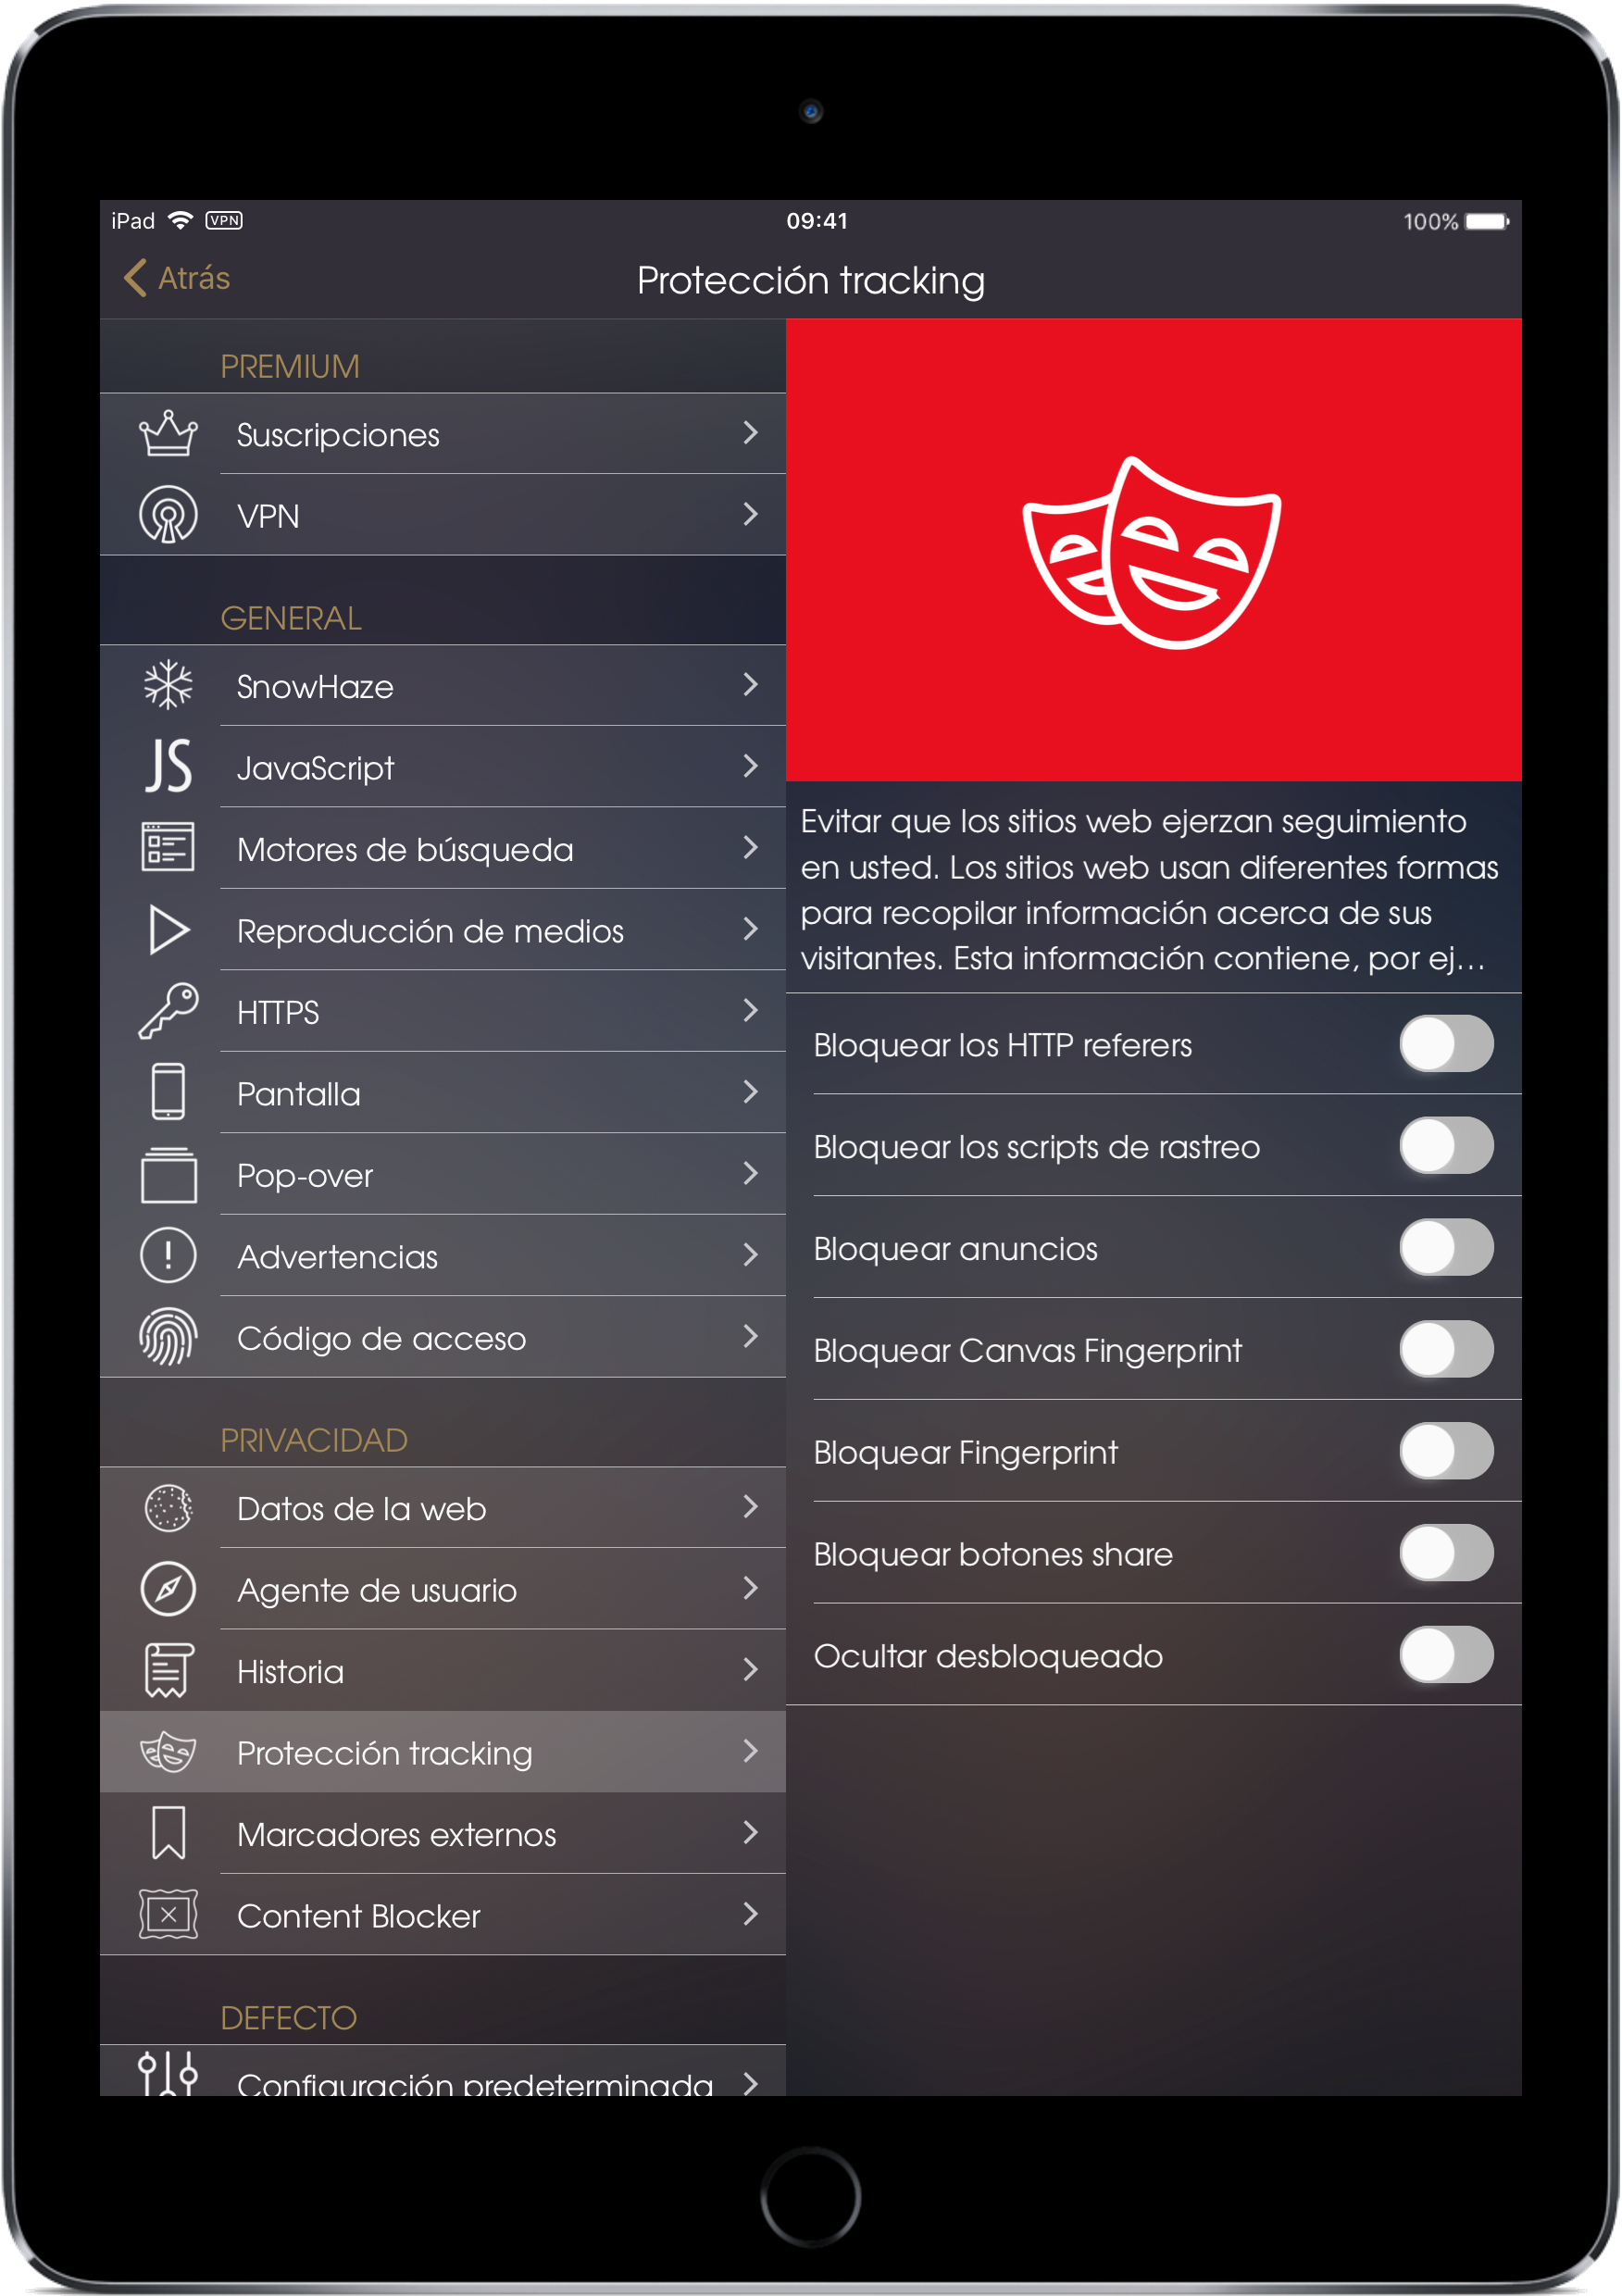 iPad VPN 09:41 100%
Atrás Protección tracking
PREMIUM
Suscripciones
VPN
GENERAL
SnowHaze
JS JavaScript
Motores de búsqueda
Reproducción de medios
HTTPS
Pantalla
Pop-over
Advertencias
Código de acceso
PRIVACIDAD
Datos de la web
Agente de usuario
Historia
Protección tracking
Marcadores externos
Content Blocker
DEFECTO
Configuración predeterminada
Evitar que los sitios web ejerzan seguimiento
en usted. Los sitios web usan diferentes formas
para recopilar información acerca de sus
visitantes. Esta información contiene, por ej...
Bloquear los HTTP referers
Bloquear los scripts de rastreo
Bloquear anuncios
Bloquear Canvas Fingerprint
Bloquear Fingerprint
Bloquear botones share
Ocultar desbloqueado